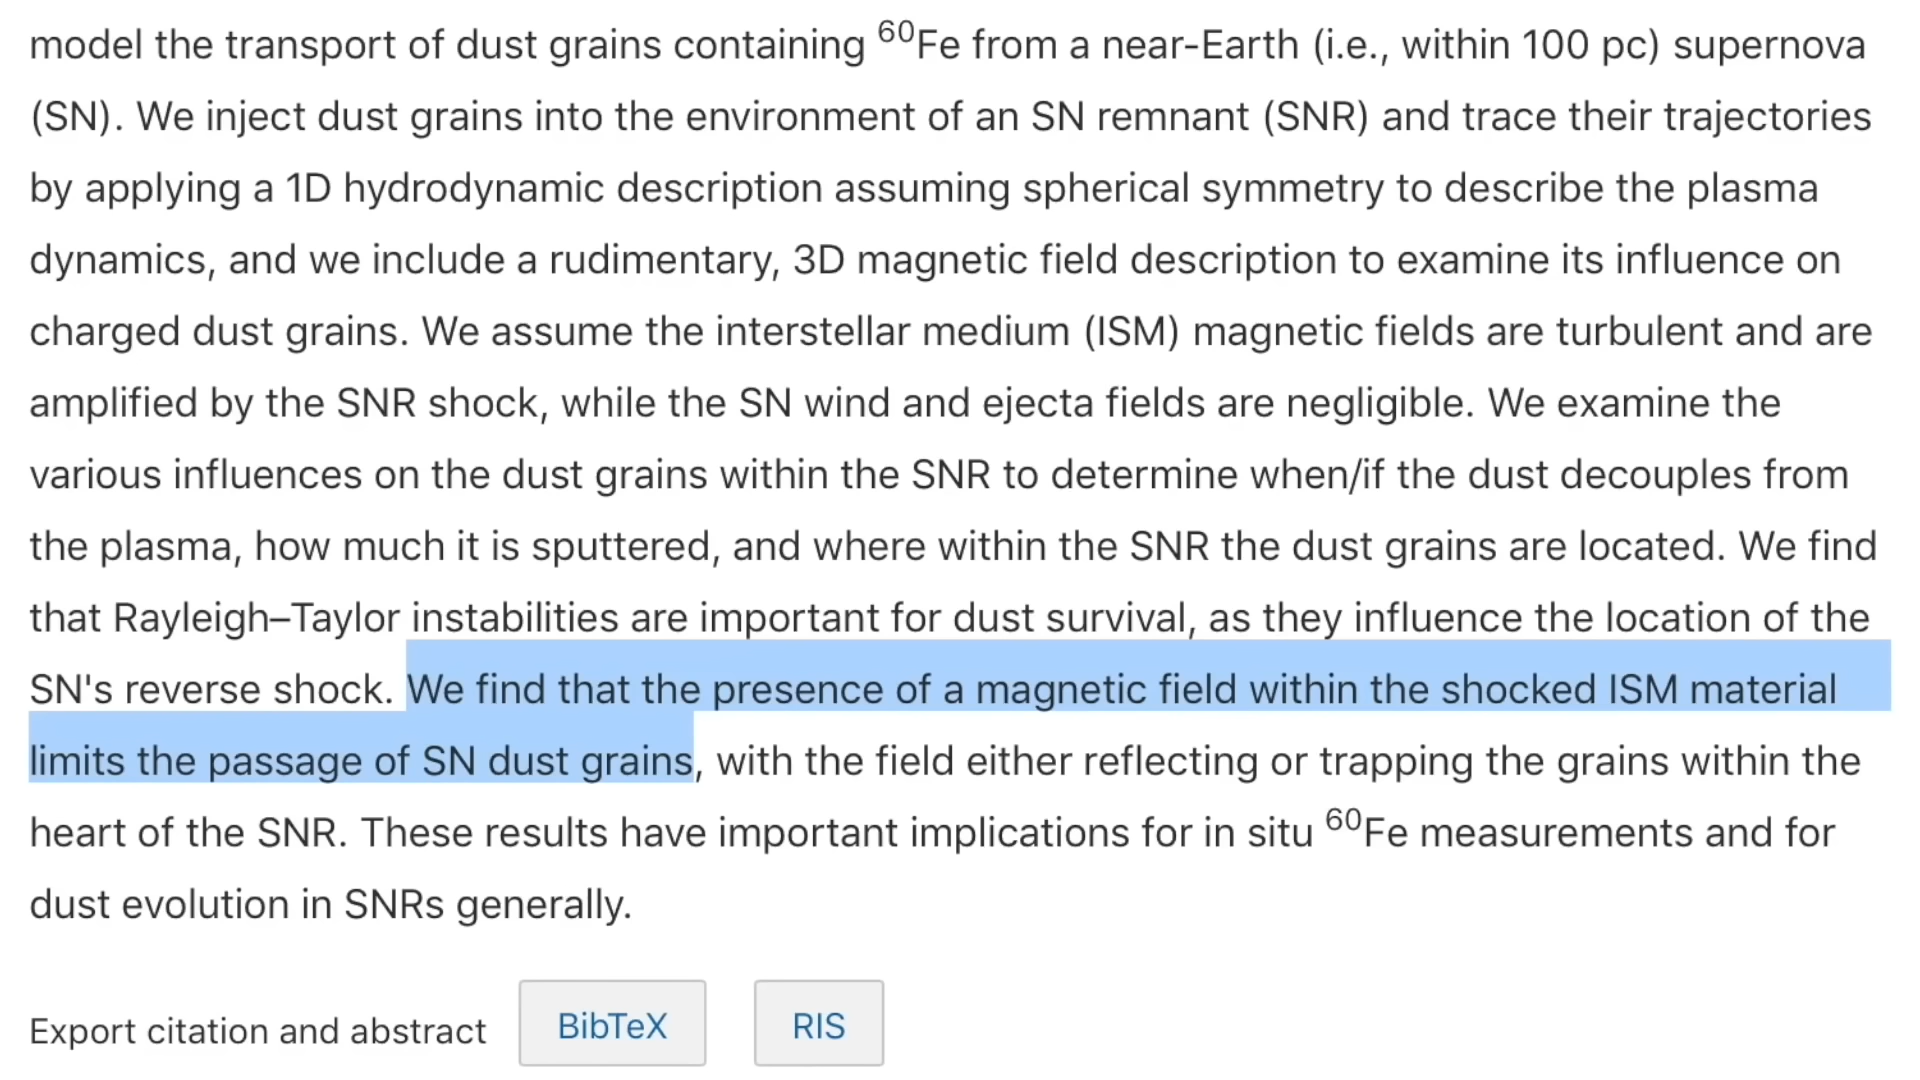 model the transport of dust grains containing ⁶⁰Fe from a near-Earth (i.e., within 100 pc) supernova
(SN). We inject dust grains into the environment of an SN remnant (SNR) and trace their trajectories
by applying a 1D hydrodynamic description assuming spherical symmetry to describe the plasma
dynamics, and we include a rudimentary, 3D magnetic field description to examine its influence on
charged dust grains. We assume the interstellar medium (ISM) magnetic fields are turbulent and are
amplified by the SNR shock, while the SN wind and ejecta fields are negligible. We examine the
various influences on the dust grains within the SNR to determine when/if the dust decouples from
the plasma, how much it is sputtered, and where within the SNR the dust grains are located. We find
that Rayleigh–Taylor instabilities are important for dust survival, as they influence the location of the
SN's reverse shock. We find that the presence of a magnetic field within the shocked ISM material
limits the passage of SN dust grains, with the field either reflecting or trapping the grains within the
heart of the SNR. These results have important implications for in situ ⁶⁰Fe measurements and for
dust evolution in SNRs generally.
Export citation and abstract BibTeX RIS